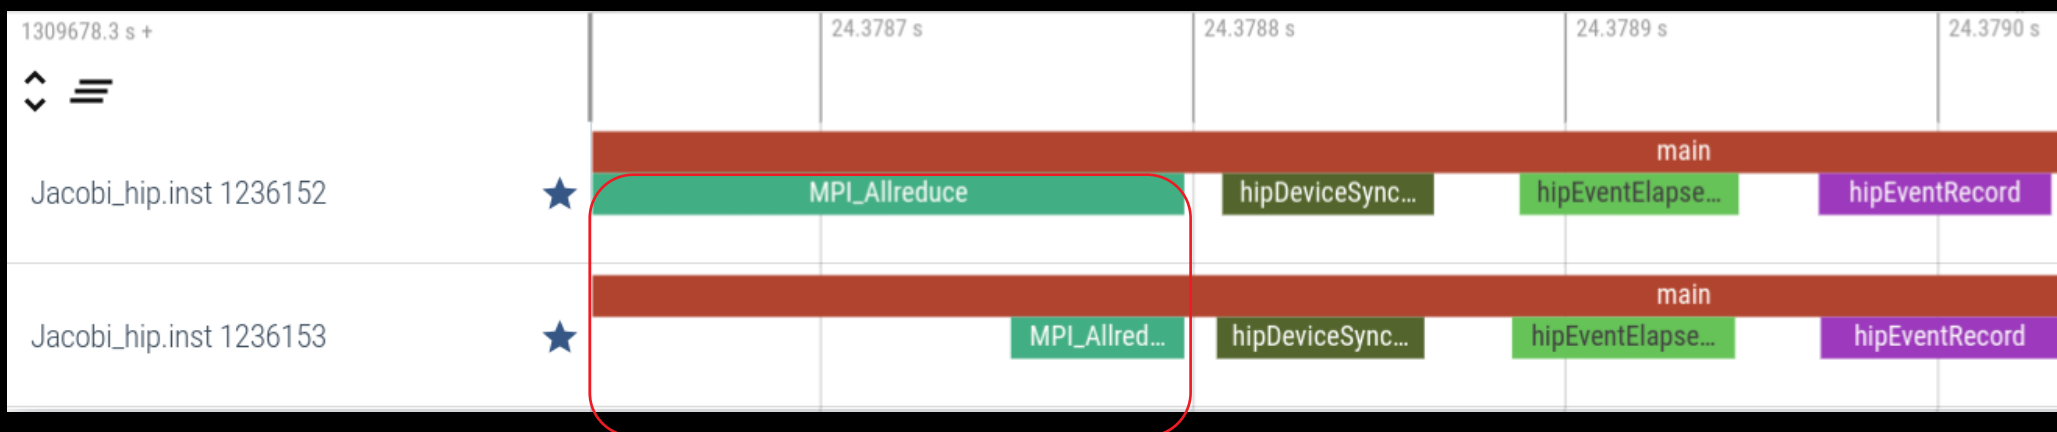 1309678.3 s +
24.3787 s
24.3788 s
24.3789 s
24.3790 s
main
Jacobi_hip.inst 1236152
MPI_Allreduce
hipDeviceSync...
hipEventElapse...
hipEventRecord
main
Jacobi_hip.inst 1236153
MPI_Allred...
hipDeviceSync...
hipEventElapse...
hipEventRecord